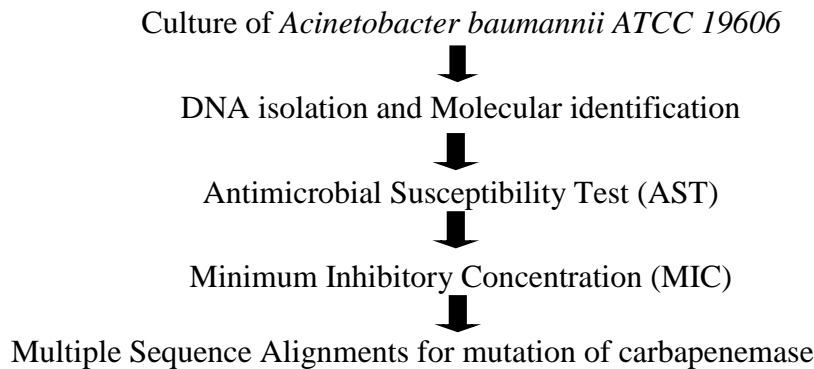 Culture of Acinetobacter baumannii ATCC 19606
DNA isolation and Molecular identification
Antimicrobial Susceptibility Test (AST)
Minimum Inhibitory Concentration (MIC)
Multiple Sequence Alignments for mutation of carbapenemase